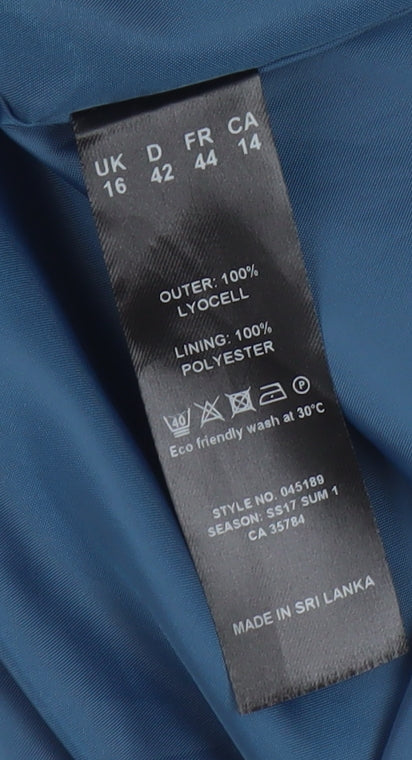 UK D FR CA
16 42 44 14
OUTER: 100%
LYOCELL
LINING: 100%
POLYESTER
40 P
Eco friendly wash at 30°C
STYLE NO. 045189
SEASON: SS17 SUM 1
CA 35784
MADE IN SRI LANKA